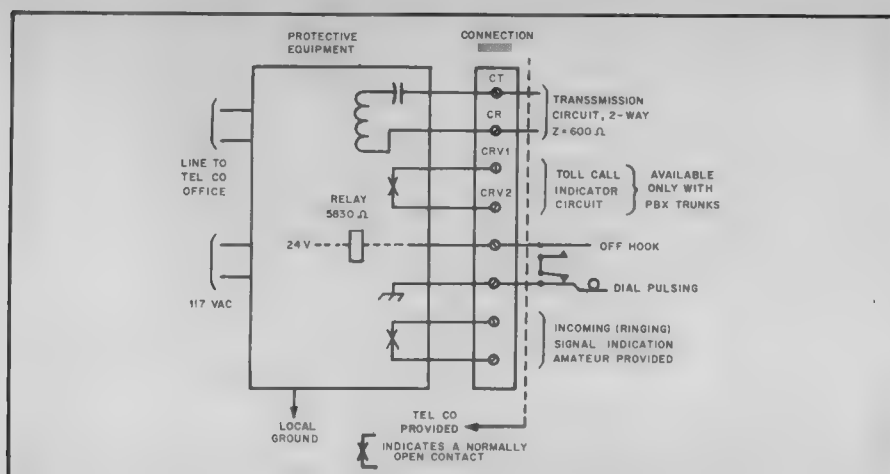 PROTECTIVE
EQUIPMENT
CONNECTION
CT
TRANSSMISSION
CIRCUIT, 2-WAY
Z = 600 Ω
CR
LINE TO
TEL CO
OFFICE
CRV1
CRV2
TOLL CALL
INDICATOR
CIRCUIT
AVAILABLE
ONLY WITH
PBX TRUNKS
RELAY
5830 Ω
24V
OFF HOOK
117 VAC
DIAL PULSING
INCOMING (RINGING)
SIGNAL INDICATION
AMATEUR PROVIDED
LOCAL
GROUND
TEL CO
PROVIDED
INDICATES A NORMALLY
OPEN CONTACT